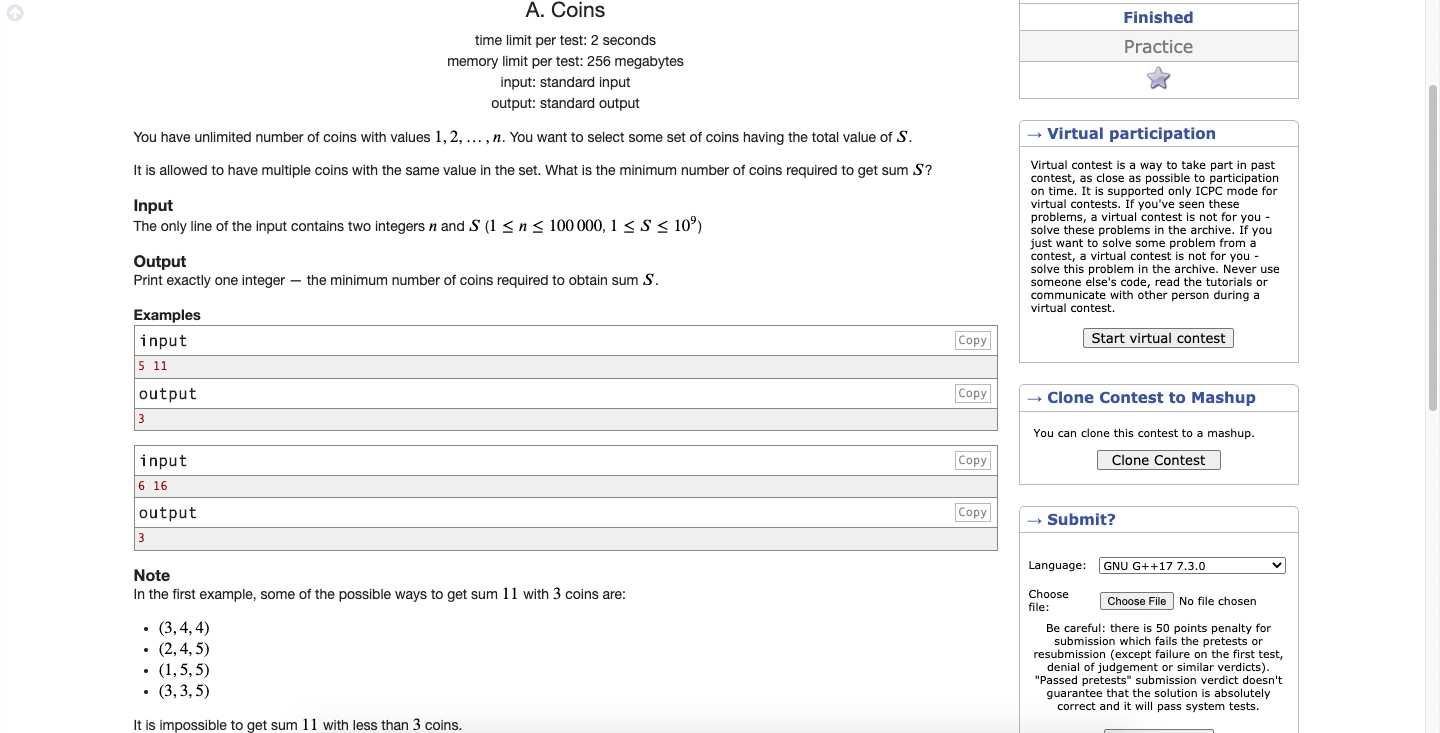 A. Coins
time limit per test: 2 seconds
memory limit per test: 256 megabytes
input: standard input
output: standard output
You have unlimited number of coins with values 1, 2, … , n. You want to select some set of coins having the total value of S.
It is allowed to have multiple coins with the same value in the set. What is the minimum number of coins required to get sum S?
Input
The only line of the input contains two integers n and S (1 ≤ n ≤ 100 000, 1 ≤ S ≤ 10⁹)
Output
Print exactly one integer — the minimum number of coins required to obtain sum S.
Examples
input
Copy
5 11
output
Copy
3
input
Copy
6 16
output
Copy
3
Note
In the first example, some of the possible ways to get sum 11 with 3 coins are:
• (3, 4, 4)
• (2, 4, 5)
• (1, 5, 5)
• (3, 3, 5)
It is impossible to get sum 11 with less than 3 coins.
Finished
Practice
→ Virtual participation
Virtual contest is a way to take part in past
contest, as close as possible to participation
on time. It is supported only ICPC mode for
virtual contests. If you've seen these
problems, a virtual contest is not for you -
solve these problems in the archive. If you
just want to solve some problem from a
contest, a virtual contest is not for you -
solve this problem in the archive. Never use
someone else's code, read the tutorials or
communicate with other person during a
virtual contest.
Start virtual contest
→ Clone Contest to Mashup
You can clone this contest to a mashup.
Clone Contest
→ Submit?
Language:
GNU G++17 7.3.0
Choose
file:
Choose File No file chosen
Be careful: there is 50 points penalty for
submission which fails the pretests or
resubmission (except failure on the first test,
denial of judgement or similar verdicts).
"Passed pretests" submission verdict doesn't
guarantee that the solution is absolutely
correct and it will pass system tests.